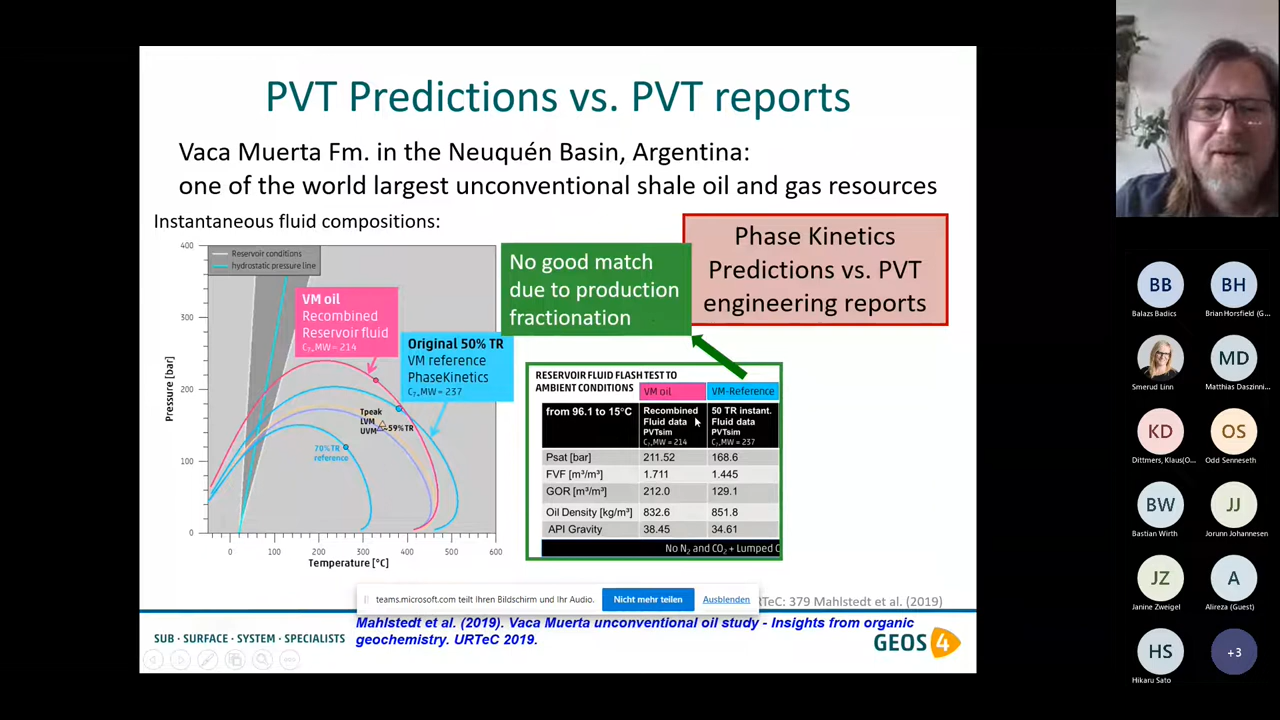 PVT Predictions vs. PVT reports
Vaca Muerta Fm. in the Neuquén Basin, Argentina:
one of the world largest unconventional shale oil and gas resources
Instantaneous fluid compositions:
400
300
200
100
0
Pressure [bar]
Reservoir conditions
hydrostatic pressure line
VM oil
Recombined
Reservoir fluid
C₇₊MW = 214
Original 50% TR
VM reference
PhaseKinetics
C₇₊MW = 237
Tpeak
LVM
UVM
~59% TR
70% TR
reference
0 100 200 300 400 500 600
Temperature [°C]
No good match
due to production
fractionation
Phase Kinetics
Predictions vs. PVT
engineering reports
RESERVOIR FLUID FLASH TEST TO
AMBIENT CONDITIONS
VM oil VM-Reference
from 96.1 to 15°C
Recombined
Fluid data
PVTsim
C₇₊MW = 214
50 TR instant.
Fluid data
PVTsim
C₇₊MW = 237
Psat [bar] 211.52 168.6
FVF [m³/m³] 1.711 1.445
GOR [m³/m³] 212.0 129.1
Oil Density [kg/m³] 832.6 851.8
API Gravity 38.45 34.61
No N₂ and CO₂ + Lumped C
teams.microsoft.com teilt Ihren Bildschirm und Ihr Audio.
Nicht mehr teilen
Ausblenden
TeC: 379 Mahlstedt et al. (2019)
Mahlstedt et al. (2019). Vaca Muerta unconventional oil study - Insights from organic
geochemistry. URTeC 2019.
SUB · SURFACE · SYSTEM · SPECIALISTS
GEOS 4
BB
Balazs Badics
BH
Brian Horsfield (G...
Smerud Linn
MD
Matthias Daszinni...
KD
Dittmers, Klaus(O...
OS
Odd Senneseth
BW
Bastian Wirth
JJ
Jorunn Johannesen
JZ
Janine Zweigel
A
Alireza (Guest)
HS
Hikaru Sato
+3